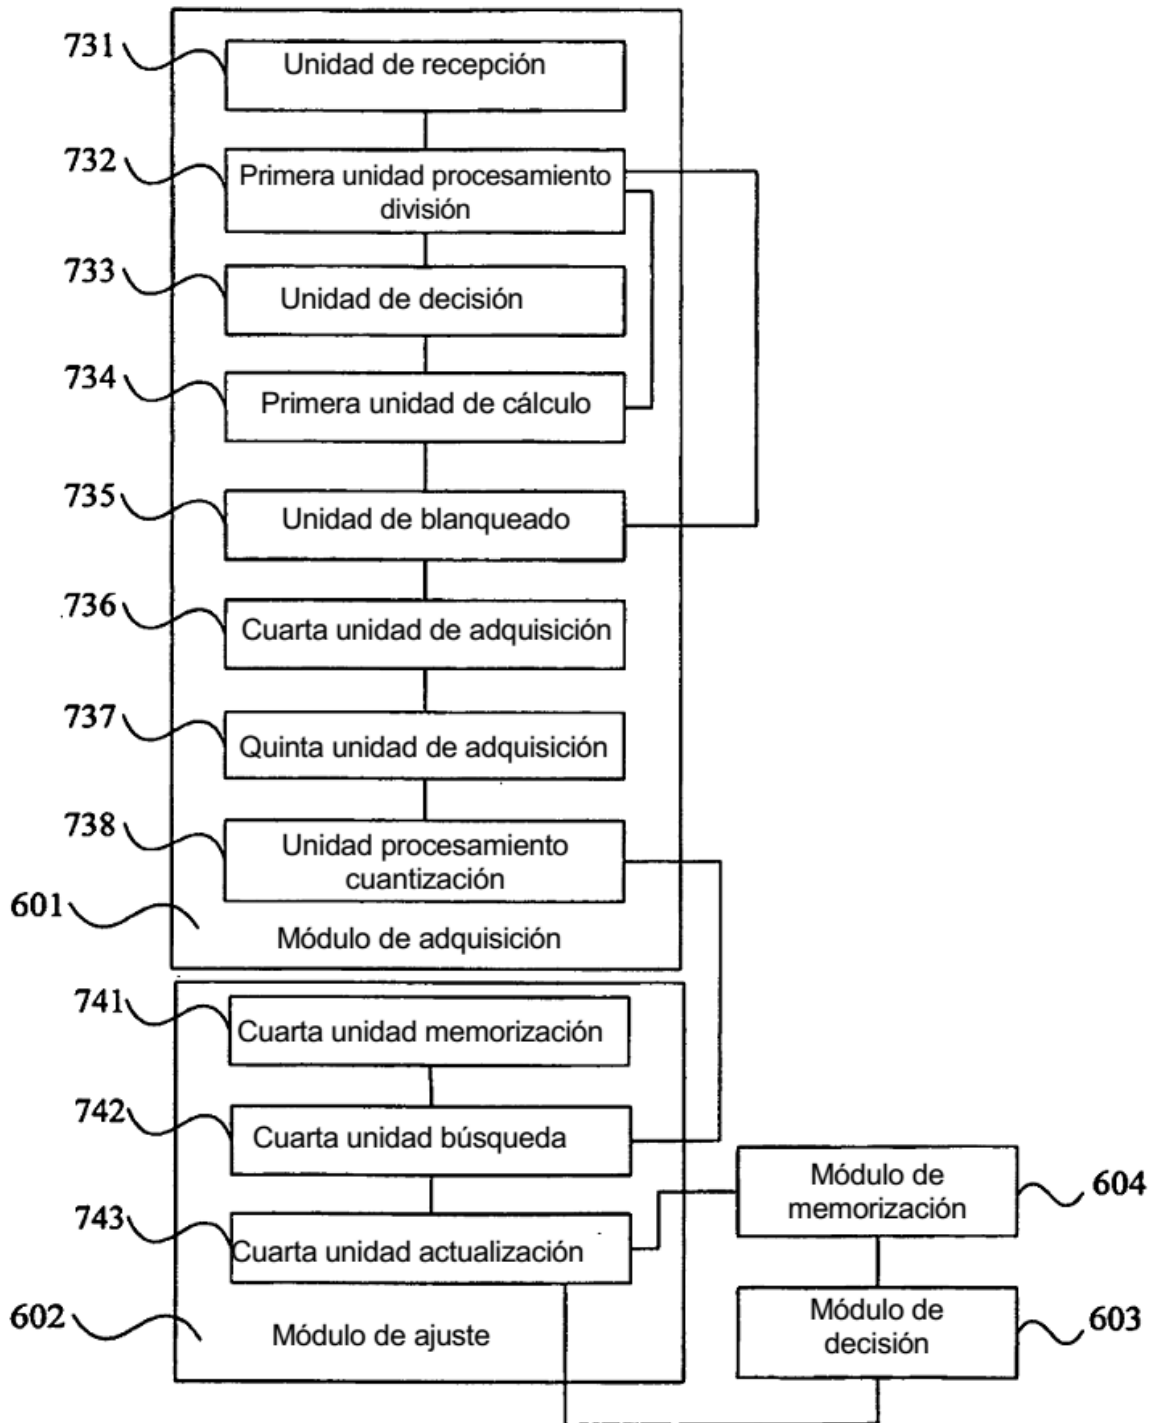 731
Unidad de recepción
732
Primera unidad procesamiento
división
733
Unidad de decisión
734
Primera unidad de cálculo
735
Unidad de blanqueado
736
Cuarta unidad de adquisición
737
Quinta unidad de adquisición
738
Unidad procesamiento
cuantización
601
Módulo de adquisición
741
Cuarta unidad memorización
742
Cuarta unidad búsqueda
743
Cuarta unidad actualización
602
Módulo de ajuste
Módulo de
memorización
604
Módulo de
decisión
603